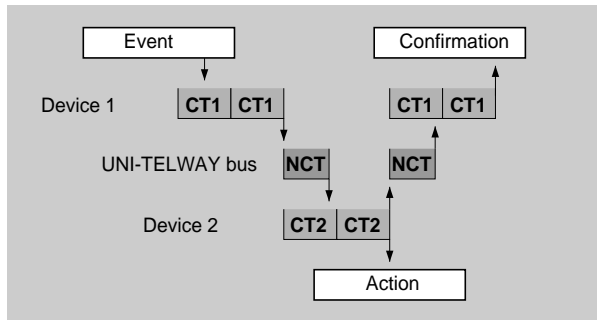 Event Confirmation
Device 1 CT1 CT1 CT1 CT1
UNI-TELWAY bus NCT NCT
Device 2 CT2 CT2
Action